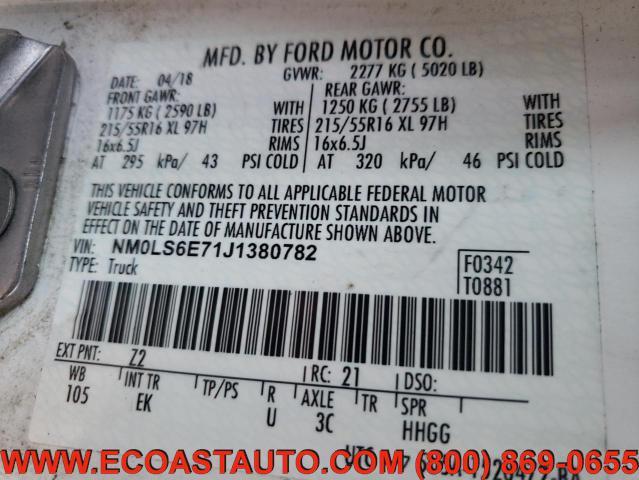 MFD. BY FORD MOTOR CO.
DATE: 04/18 GVWR: 2277 KG ( 5020 LB)
FRONT GAWR: REAR GAWR:
1175 KG ( 2590 LB) WITH 1250 KG ( 2755 LB) WITH
215/55R16 XL 97H TIRES 215/55R16 XL 97H TIRES
16x6.5J RIMS 16x6.5J RIMS
AT 295 kPa/ 43 PSI COLD AT 320 kPa/ 46 PSI COLD
THIS VEHICLE CONFORMS TO ALL APPLICABLE FEDERAL MOTOR
VEHICLE SAFETY AND THEFT PREVENTION STANDARDS IN
EFFECT ON THE DATE OF MANUFACTURE SHOWN ABOVE.
VIN: NM0LS6E71J1380782 F0342
TYPE: Truck T0881
EXT PNT: Z2 RC: 21 DSO:
WB INT TR TP/PS R AXLE TR SPR
105 EK U 3C HHGG
WWW.ECOASTAUTO.COM (800) 869-0655